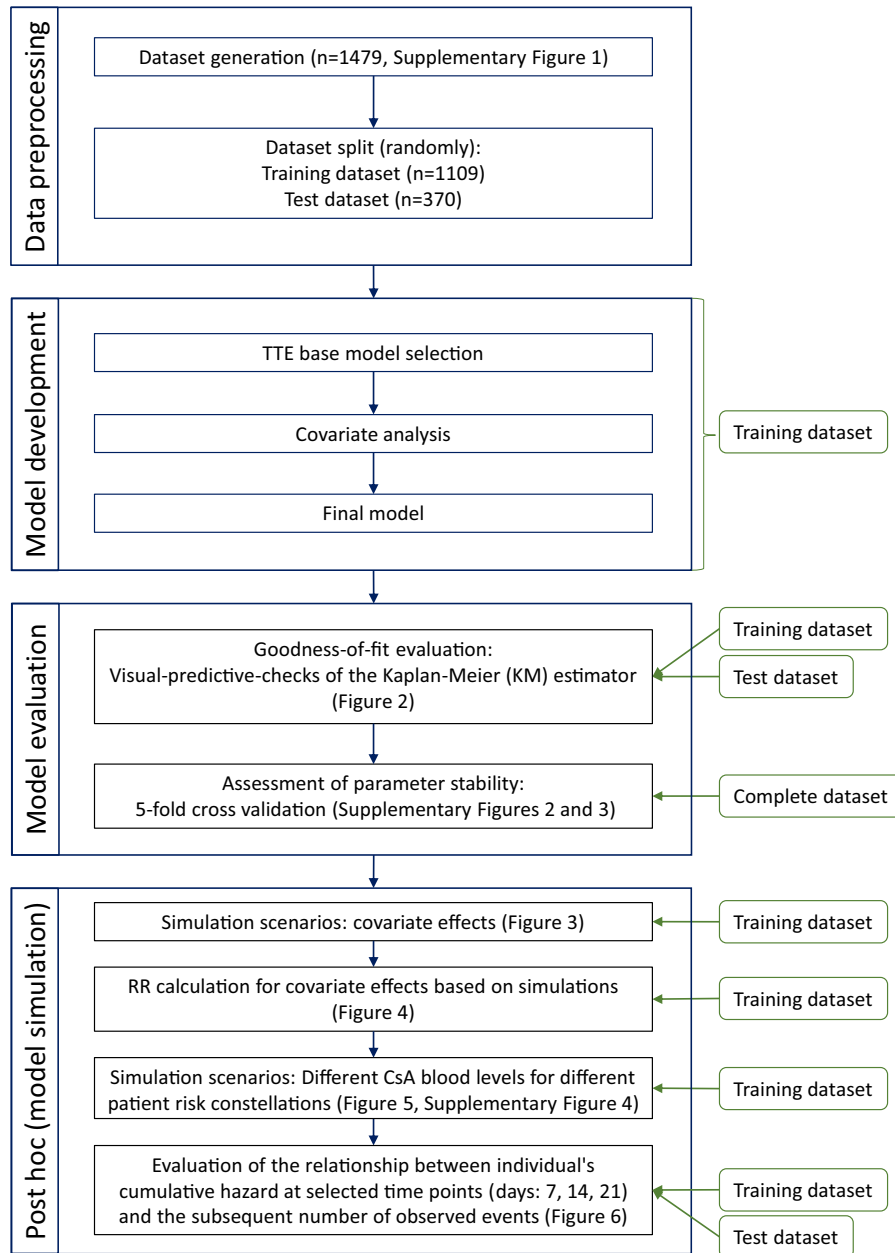 Data preprocessing
Dataset generation (n=1479, Supplementary Figure 1)
Dataset split (randomly):
Training dataset (n=1109)
Test dataset (n=370)
Model development
TTE base model selection
Covariate analysis
Final model
Training dataset
Model evaluation
Goodness-of-fit evaluation:
Visual-predictive-checks of the Kaplan-Meier (KM) estimator
(Figure 2)
Training dataset
Test dataset
Assessment of parameter stability:
5-fold cross validation (Supplementary Figures 2 and 3)
Complete dataset
Post hoc (model simulation)
Simulation scenarios: covariate effects (Figure 3)
Training dataset
RR calculation for covariate effects based on simulations
(Figure 4)
Training dataset
Simulation scenarios: Different CsA blood levels for different
patient risk constellations (Figure 5, Supplementary Figure 4)
Training dataset
Evaluation of the relationship between individual's
cumulative hazard at selected time points (days: 7, 14, 21)
and the subsequent number of observed events (Figure 6)
Training dataset
Test dataset